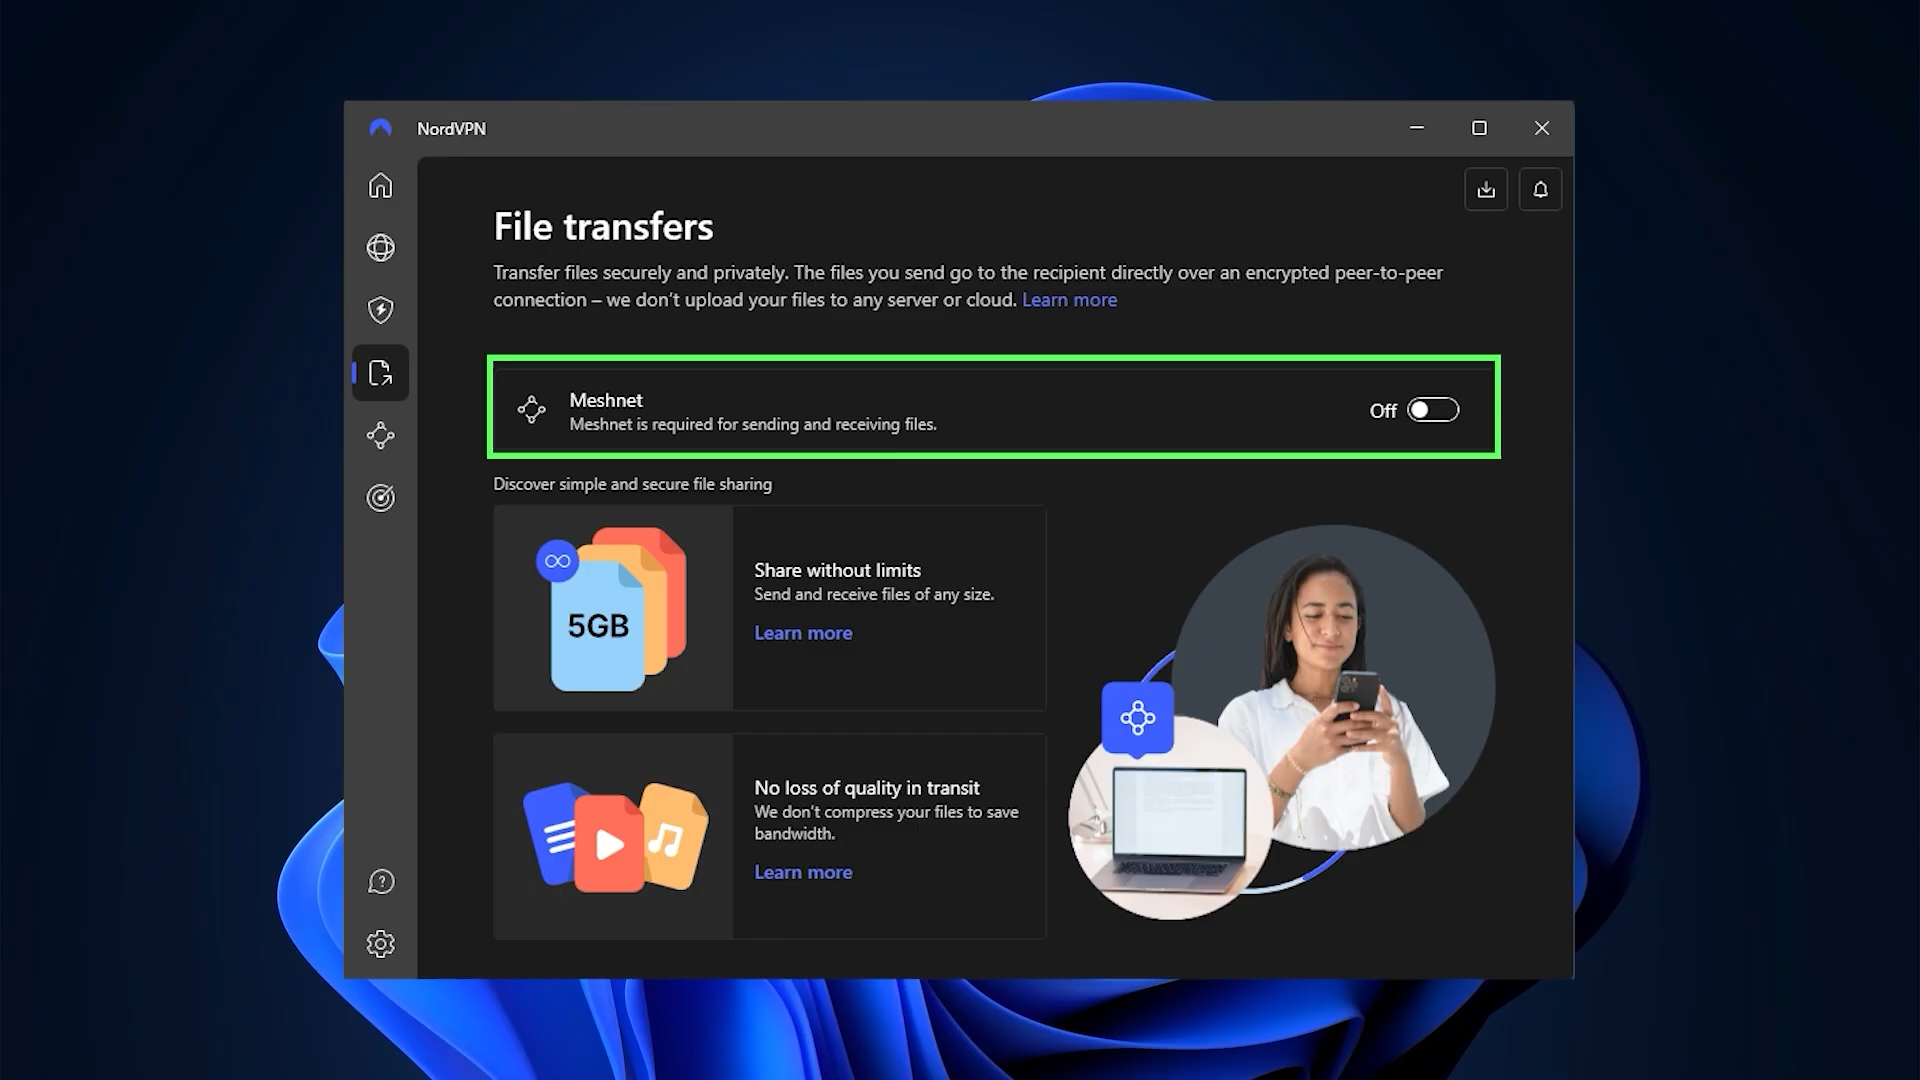 NordVPN
File transfers
Transfer files securely and privately. The files you send go to the recipient directly over an encrypted peer-to-peer
connection – we don't upload your files to any server or cloud. Learn more
Meshnet
Meshnet is required for sending and receiving files.
Off
Discover simple and secure file sharing
5GB
Share without limits
Send and receive files of any size.
Learn more
No loss of quality in transit
We don't compress your files to save
bandwidth.
Learn more